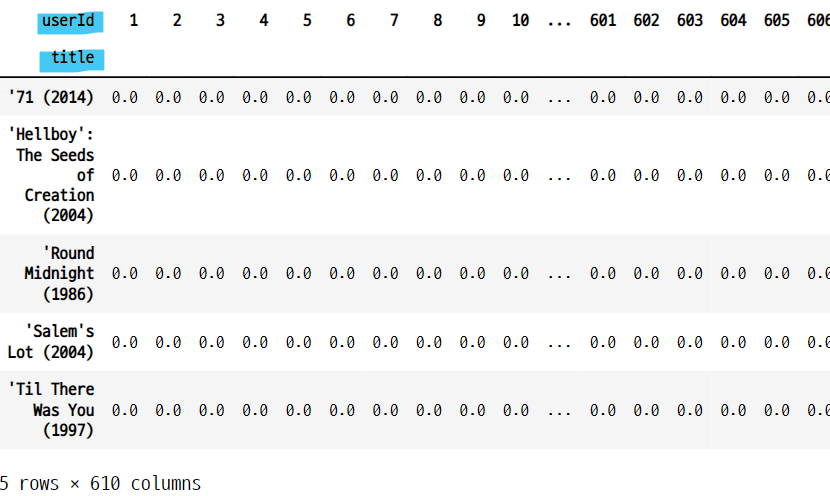 userId 1 2 3 4 5 6 7 8 9 10 ... 601 602 603 604 605 606
title
'71 (2014) 0.0 0.0 0.0 0.0 0.0 0.0 0.0 0.0 0.0 0.0 ... 0.0 0.0 0.0 0.0 0.0 0.0
'Hellboy':
The Seeds
of 0.0 0.0 0.0 0.0 0.0 0.0 0.0 0.0 0.0 0.0 ... 0.0 0.0 0.0 0.0 0.0 0.0
Creation
(2004)
'Round
Midnight 0.0 0.0 0.0 0.0 0.0 0.0 0.0 0.0 0.0 0.0 ... 0.0 0.0 0.0 0.0 0.0 0.0
(1986)
'Salem's
Lot (2004) 0.0 0.0 0.0 0.0 0.0 0.0 0.0 0.0 0.0 0.0 ... 0.0 0.0 0.0 0.0 0.0 0.0
'Til There
Was You 0.0 0.0 0.0 0.0 0.0 0.0 0.0 0.0 0.0 0.0 ... 0.0 0.0 0.0 0.0 0.0 0.0
(1997)
5 rows × 610 columns